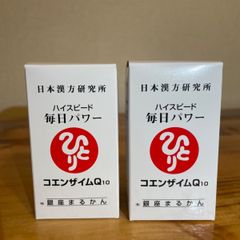 日本漢方研究所
ハイスピード
毎日パワー
ひとり
コエンザイムQ10
銀座まるかん
日本漢方研究所
ハイスピード
毎日パワー
ひとり
コエンザイムQ10
銀座まるかん